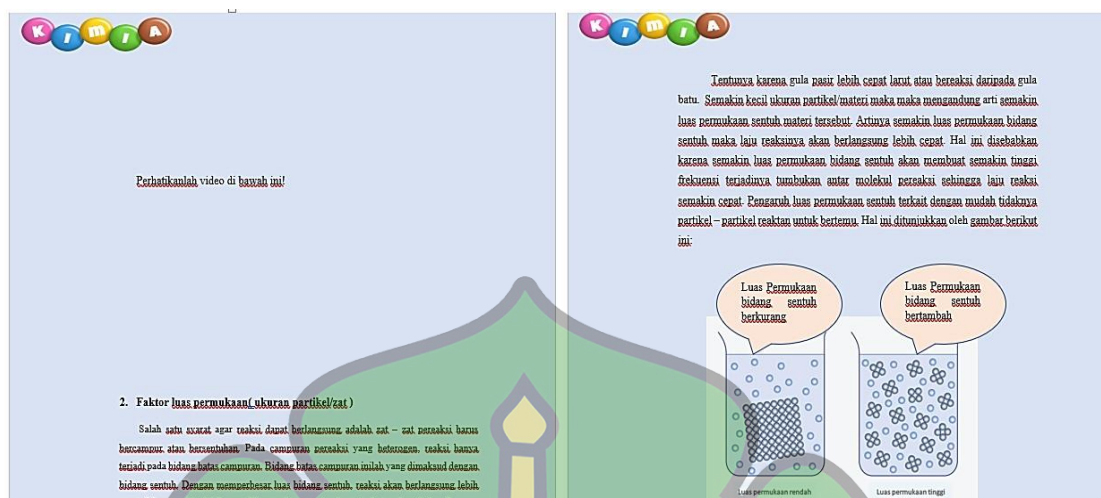 KIMIA
Perhatikanlah video di bawah ini!
2. Faktor luas permukaan( ukuran partikel/zat )
Salah satu syarat agar reaksi dapat berlangsung adalah zat – zat pereaksi harus
bercampur atau bersentuhan. Pada campuran pereaksi yang heterogen, reaksi hanya
terjadi pada bidang batas campuran. Bidang batas campuran inilah yang dimaksud dengan
bidang sentuh. Dengan memperbesar luas bidang sentuh, reaksi akan berlangsung lebih
KIMIA
Tentunya karena gula pasir lebih cepat larut atau bereaksi daripada gula
batu. Semakin kecil ukuran partikel/materi maka maka mengandung arti semakin
luas permukaan sentuh materi tersebut. Artinya semakin luas permukaan bidang
sentuh maka laju reaksinya akan berlangsung lebih cepat. Hal ini disebabkan
karena semakin luas permukaan bidang sentuh akan membuat semakin tinggi
frekuensi terjadinya tumbukan antar molekul pereaksi sehingga laju reaksi
semakin cepat. Pengaruh luas permukaan sentuh terkait dengan mudah tidaknya
partikel – partikel reaktan untuk bertemu. Hal ini ditunjukkan oleh gambar berikut
ini:
Luas Permukaan
bidang sentuh
berkurang
Luas Permukaan
bidang sentuh
bertambah
Luas permukaan rendah
Luas permukaan tinggi